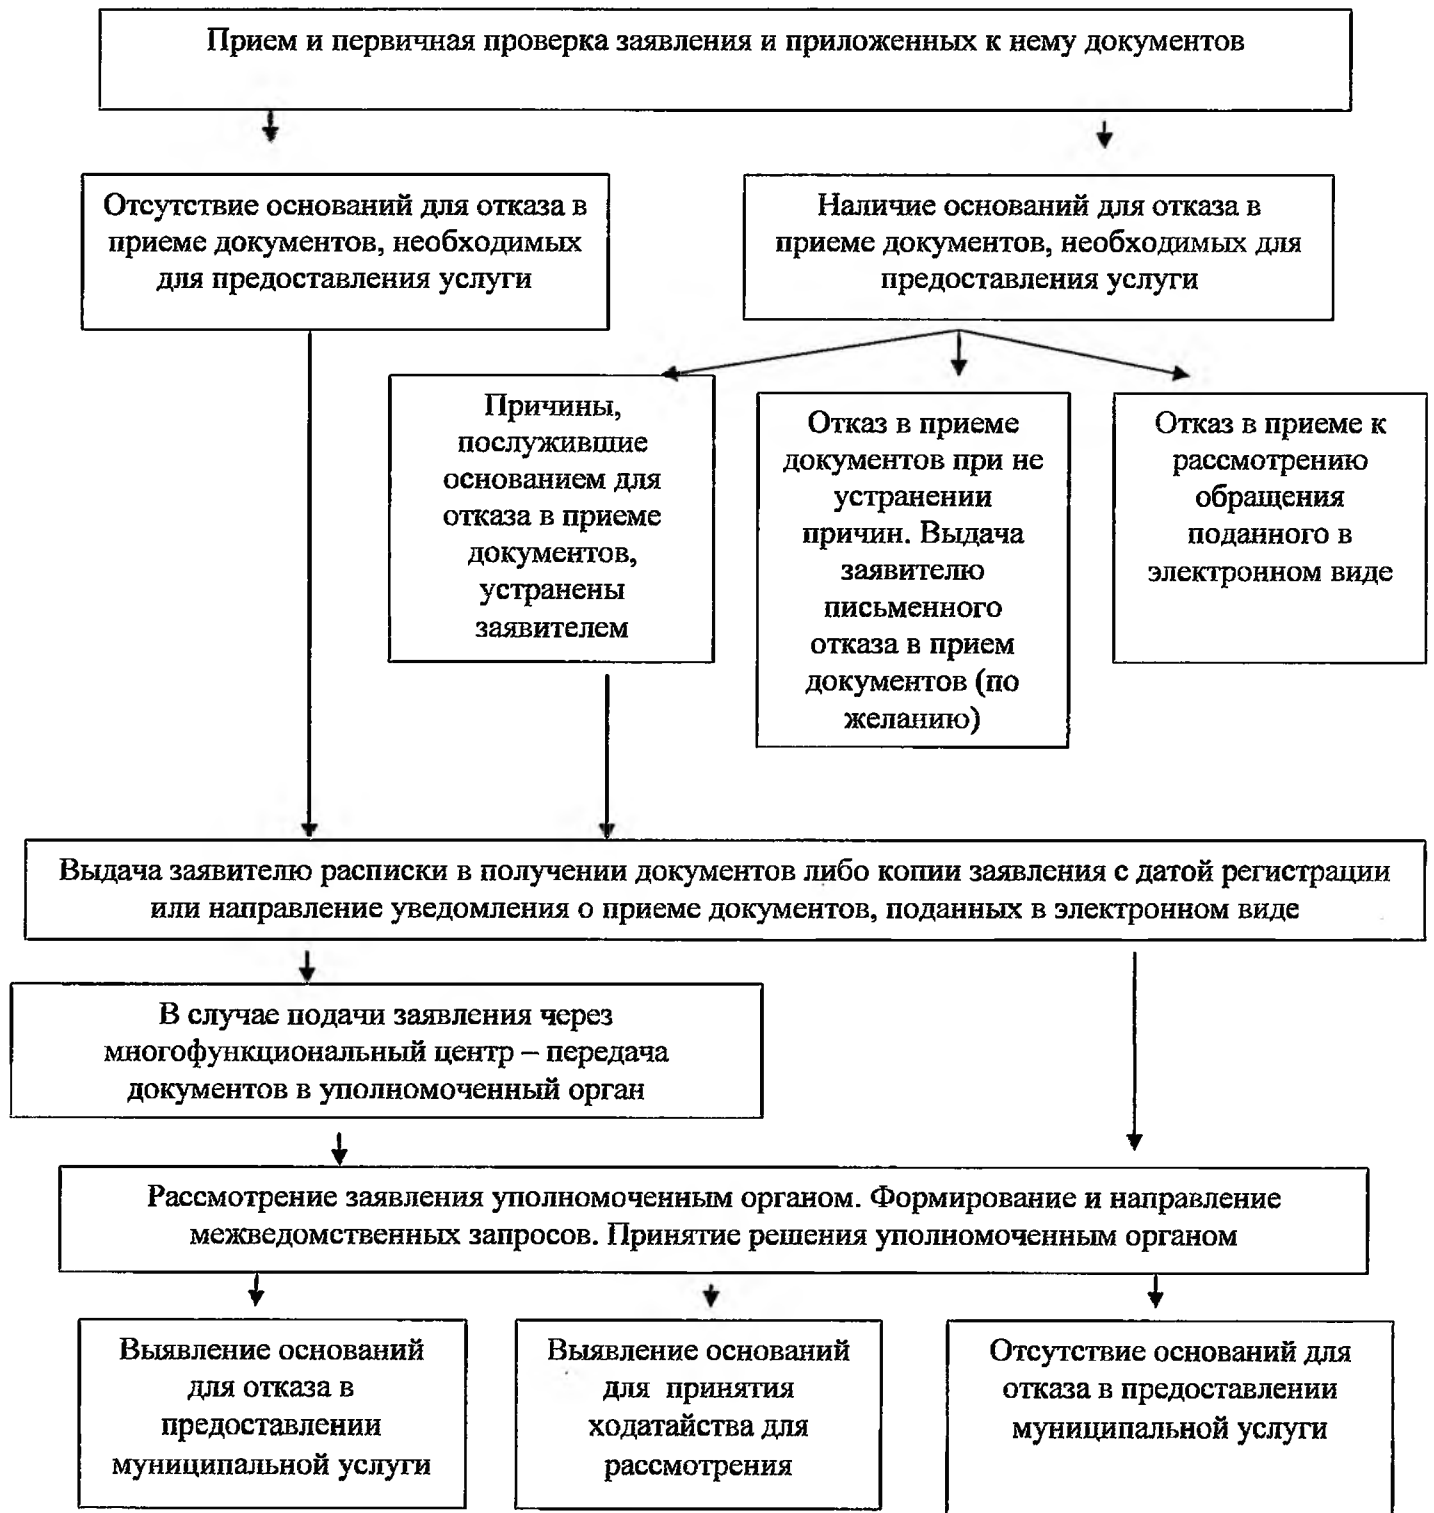 Прием и первичная проверка заявления и приложенных к нему документов
Отсутствие оснований для отказа в
приеме документов, необходимых
для предоставления услуги
Наличие оснований для отказа в
приеме документов, необходимых для
предоставления услуги
Причины,
послужившие
основанием для
отказа в приеме
документов,
устранены
заявителем
Отказ в приеме
документов при не
устранении
причин. Выдача
заявителю
письменного
отказа в прием
документов (по
желанию)
Отказ в приеме к
рассмотрению
обращения
поданного в
электронном виде
Выдача заявителю расписки в получении документов либо копии заявления с датой регистрации
или направление уведомления о приеме документов, поданных в электронном виде
В случае подачи заявления через
многофункциональный центр – передача
документов в уполномоченный орган
Рассмотрение заявления уполномоченным органом. Формирование и направление
межведомственных запросов. Принятие решения уполномоченным органом
Выявление оснований
для отказа в
предоставлении
муниципальной услуги
Выявление оснований
для принятия
ходатайства для
рассмотрения
Отсутствие оснований для
отказа в предоставлении
муниципальной услуги